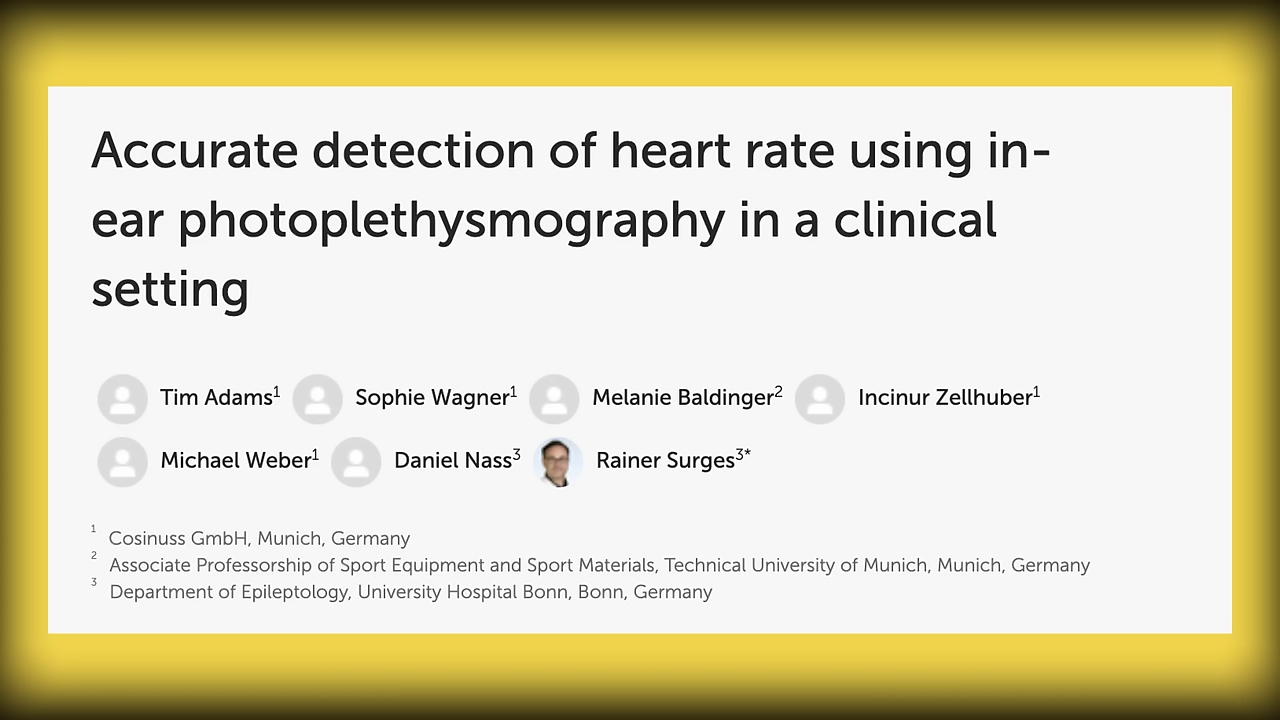 Accurate detection of heart rate using in-
ear photoplethysmography in a clinical
setting
Tim Adams1 Sophie Wagner1 Melanie Baldinger2 Incinur Zellhuber1
Michael Weber1 Daniel Nass3 Rainer Surges3*
1 Cosinuss GmbH, Munich, Germany
2 Associate Professorship of Sport Equipment and Sport Materials, Technical University of Munich, Munich, Germany
3 Department of Epileptology, University Hospital Bonn, Bonn, Germany